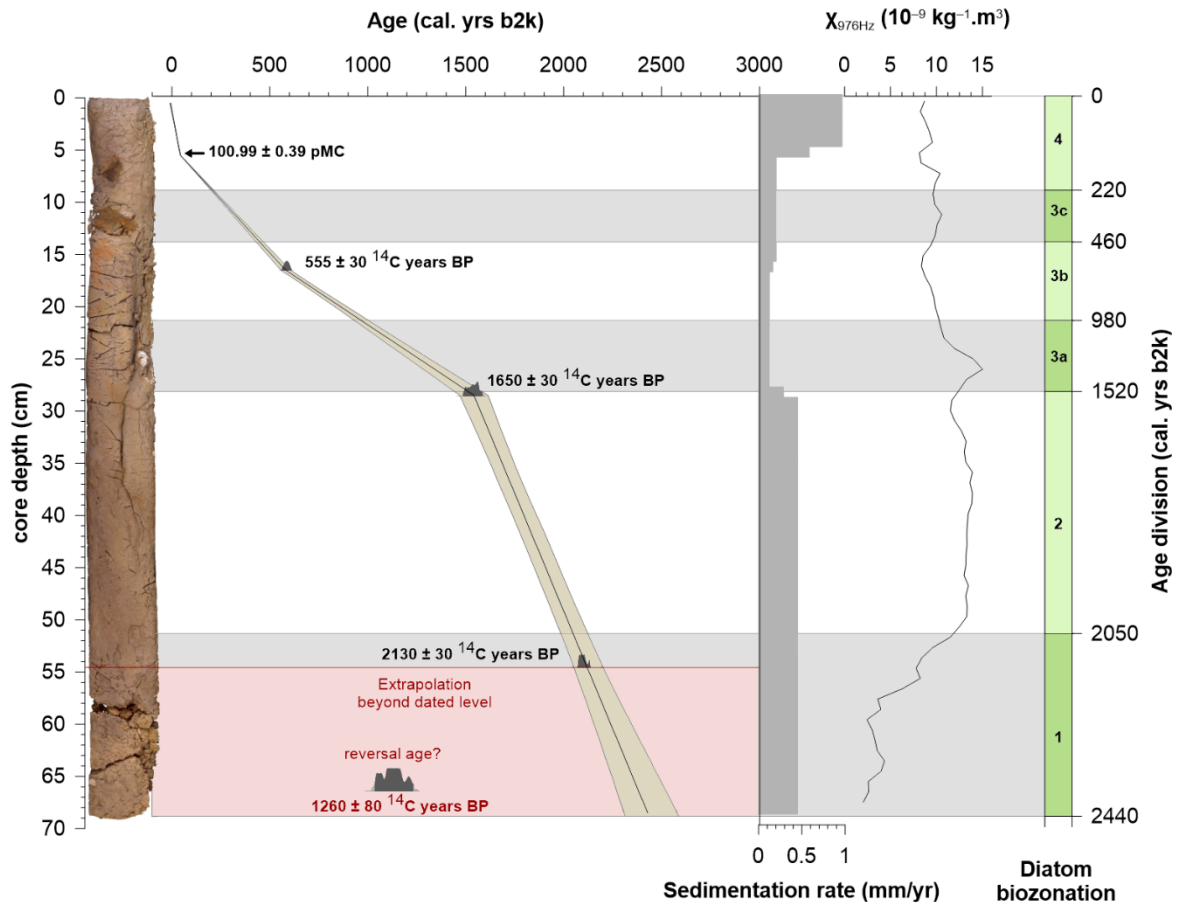 Age (cal. yrs b2k)
χ976Hz (10⁻⁹ kg⁻¹.m³)
0 500 1000 1500 2000 2500 3000
0 5 10 15
0
5
10
15
20
25
30
35
40
45
50
55
60
65
70
core depth (cm)
100.99 ± 0.39 pMC
555 ± 30 ¹⁴C years BP
1650 ± 30 ¹⁴C years BP
2130 ± 30 ¹⁴C years BP
Extrapolation
beyond dated level
reversal age?
1260 ± 80 ¹⁴C years BP
4
3c
3b
3a
2
1
0
220
460
980
1520
2050
2440
Age division (cal. yrs b2k)
0 0.5 1
Sedimentation rate (mm/yr)
Diatom
biozonation